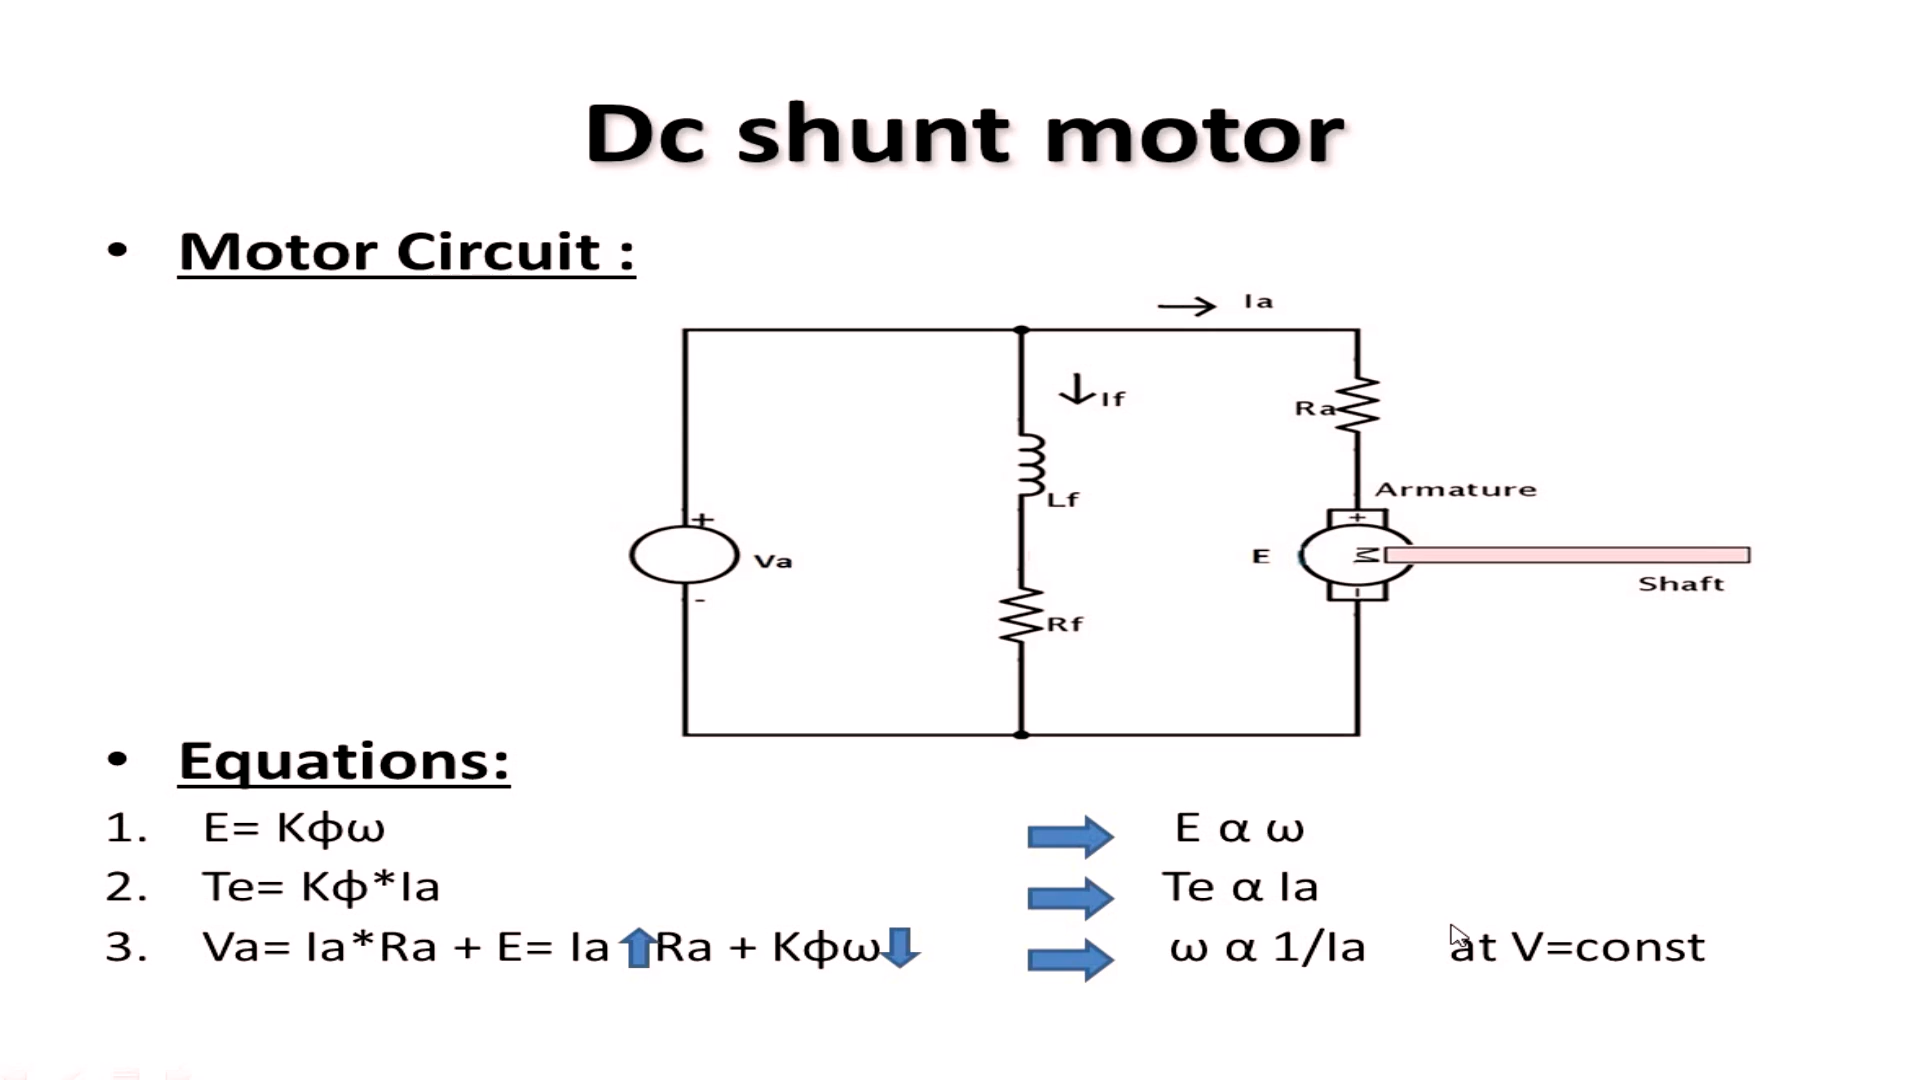 Dc shunt motor
• Motor Circuit :
Ia
If
Ra
Armature
Lf
+
Va
-
+
E
M
-
Shaft
Rf
• Equations:
1. E= Kϕω E α ω
2. Te= Kϕ*Ia Te α Ia
3. Va= Ia*Ra + E= Ia Ra + Kϕω ω α 1/Ia at V=const